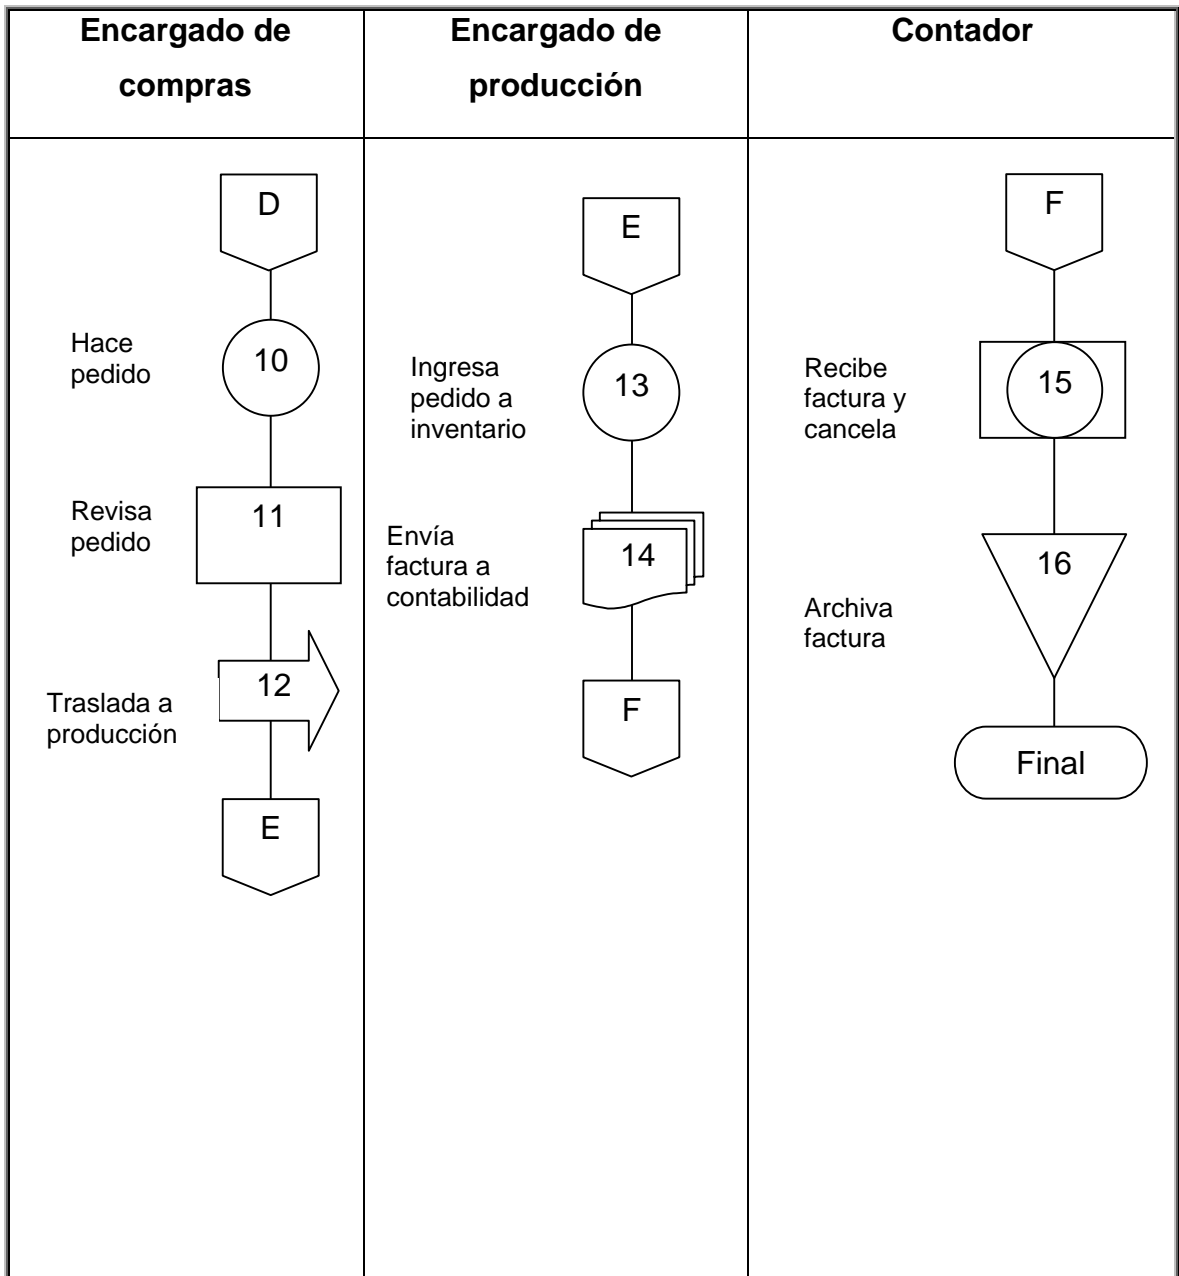 Encargado de
compras
Encargado de
producción
Contador
D
Hace
pedido
10
Revisa
pedido
11
Traslada a
producción
12
E
E
Ingresa
pedido a
inventario
13
Envía
factura a
contabilidad
14
F
F
Recibe
factura y
cancela
15
Archiva
factura
16
Final